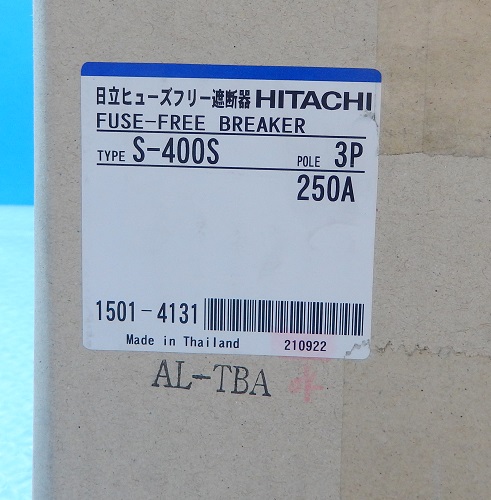 日立ヒューズフリー遮断器 HITACHI
FUSE-FREE BREAKER
TYPE S-400S POLE 3P
250A
1501-4131
Made in Thailand 210922
AL-TBA